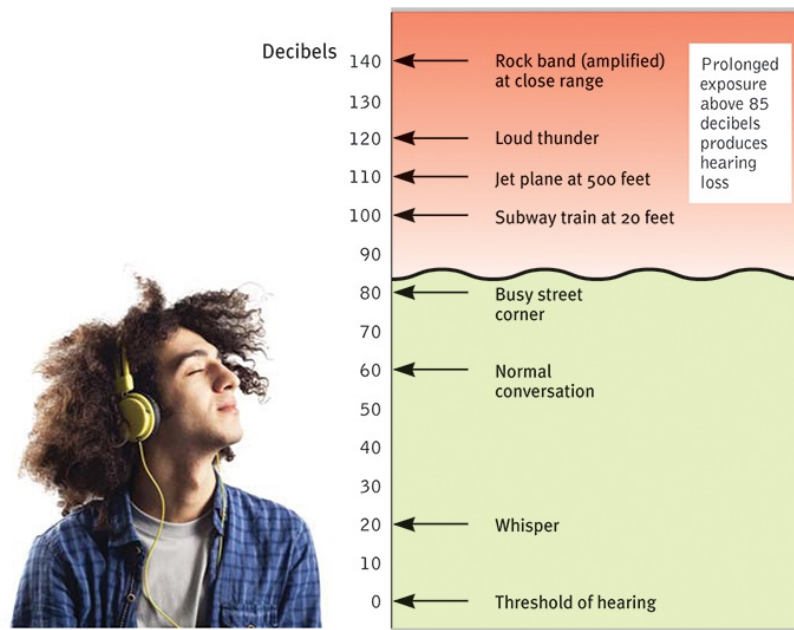 Decibels
140
Rock band (amplified)
at close range
Prolonged
exposure
above 85
decibels
produces
hearing
loss
130
120
Loud thunder
110
Jet plane at 500 feet
100
Subway train at 20 feet
90
80
Busy street
corner
70
60
Normal
conversation
50
40
30
20
Whisper
10
0
Threshold of hearing